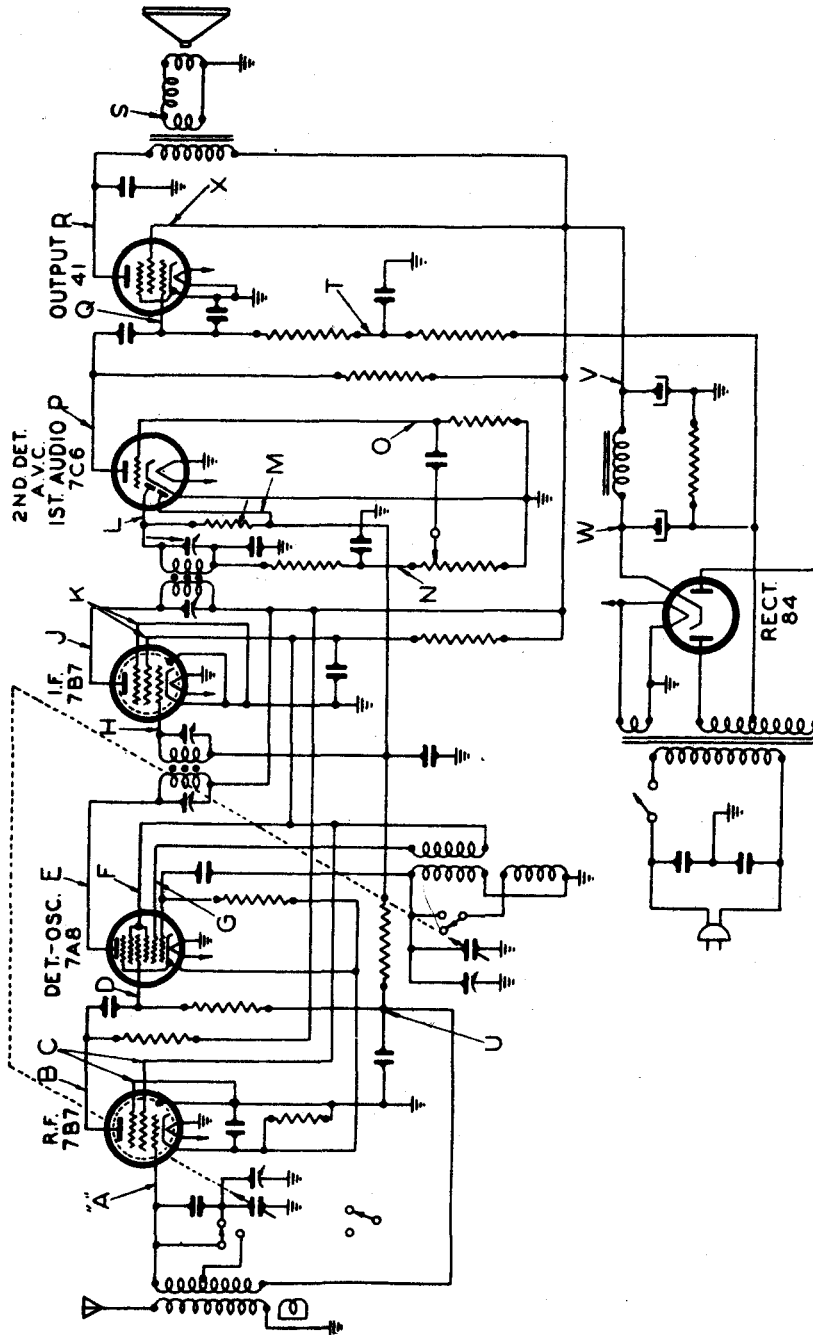 "A
R.F.
7B7
B
C
D
DET.-OSC.
7A8
E
F
G
H
I.F.
7B7
J
K
L
2ND. DET.
A.V.C.
1ST. AUDIO
7C6
P
M
N
O
Q
OUTPUT
41
R
S
T
X
U
V
W
RECT.
84